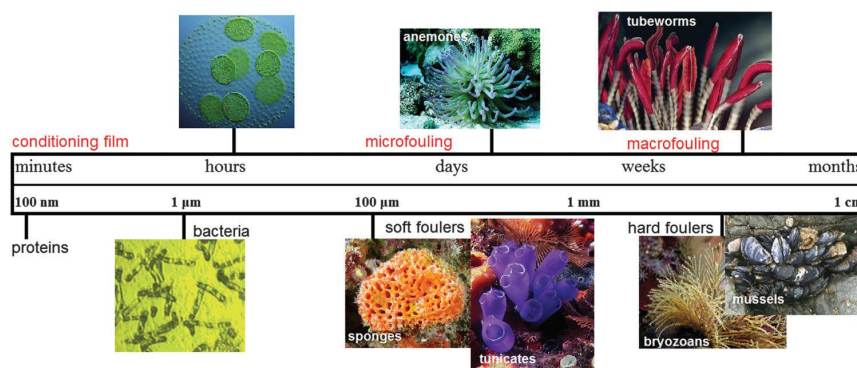 tubeworms
anemones
conditioning film
microfouling
macrofouling
minutes
hours
days
weeks
months
100 nm
1 μm
100 μm
1 mm
1 cm
proteins
bacteria
soft foulers
hard foulers
sponges
tunicates
bryozoans
mussels